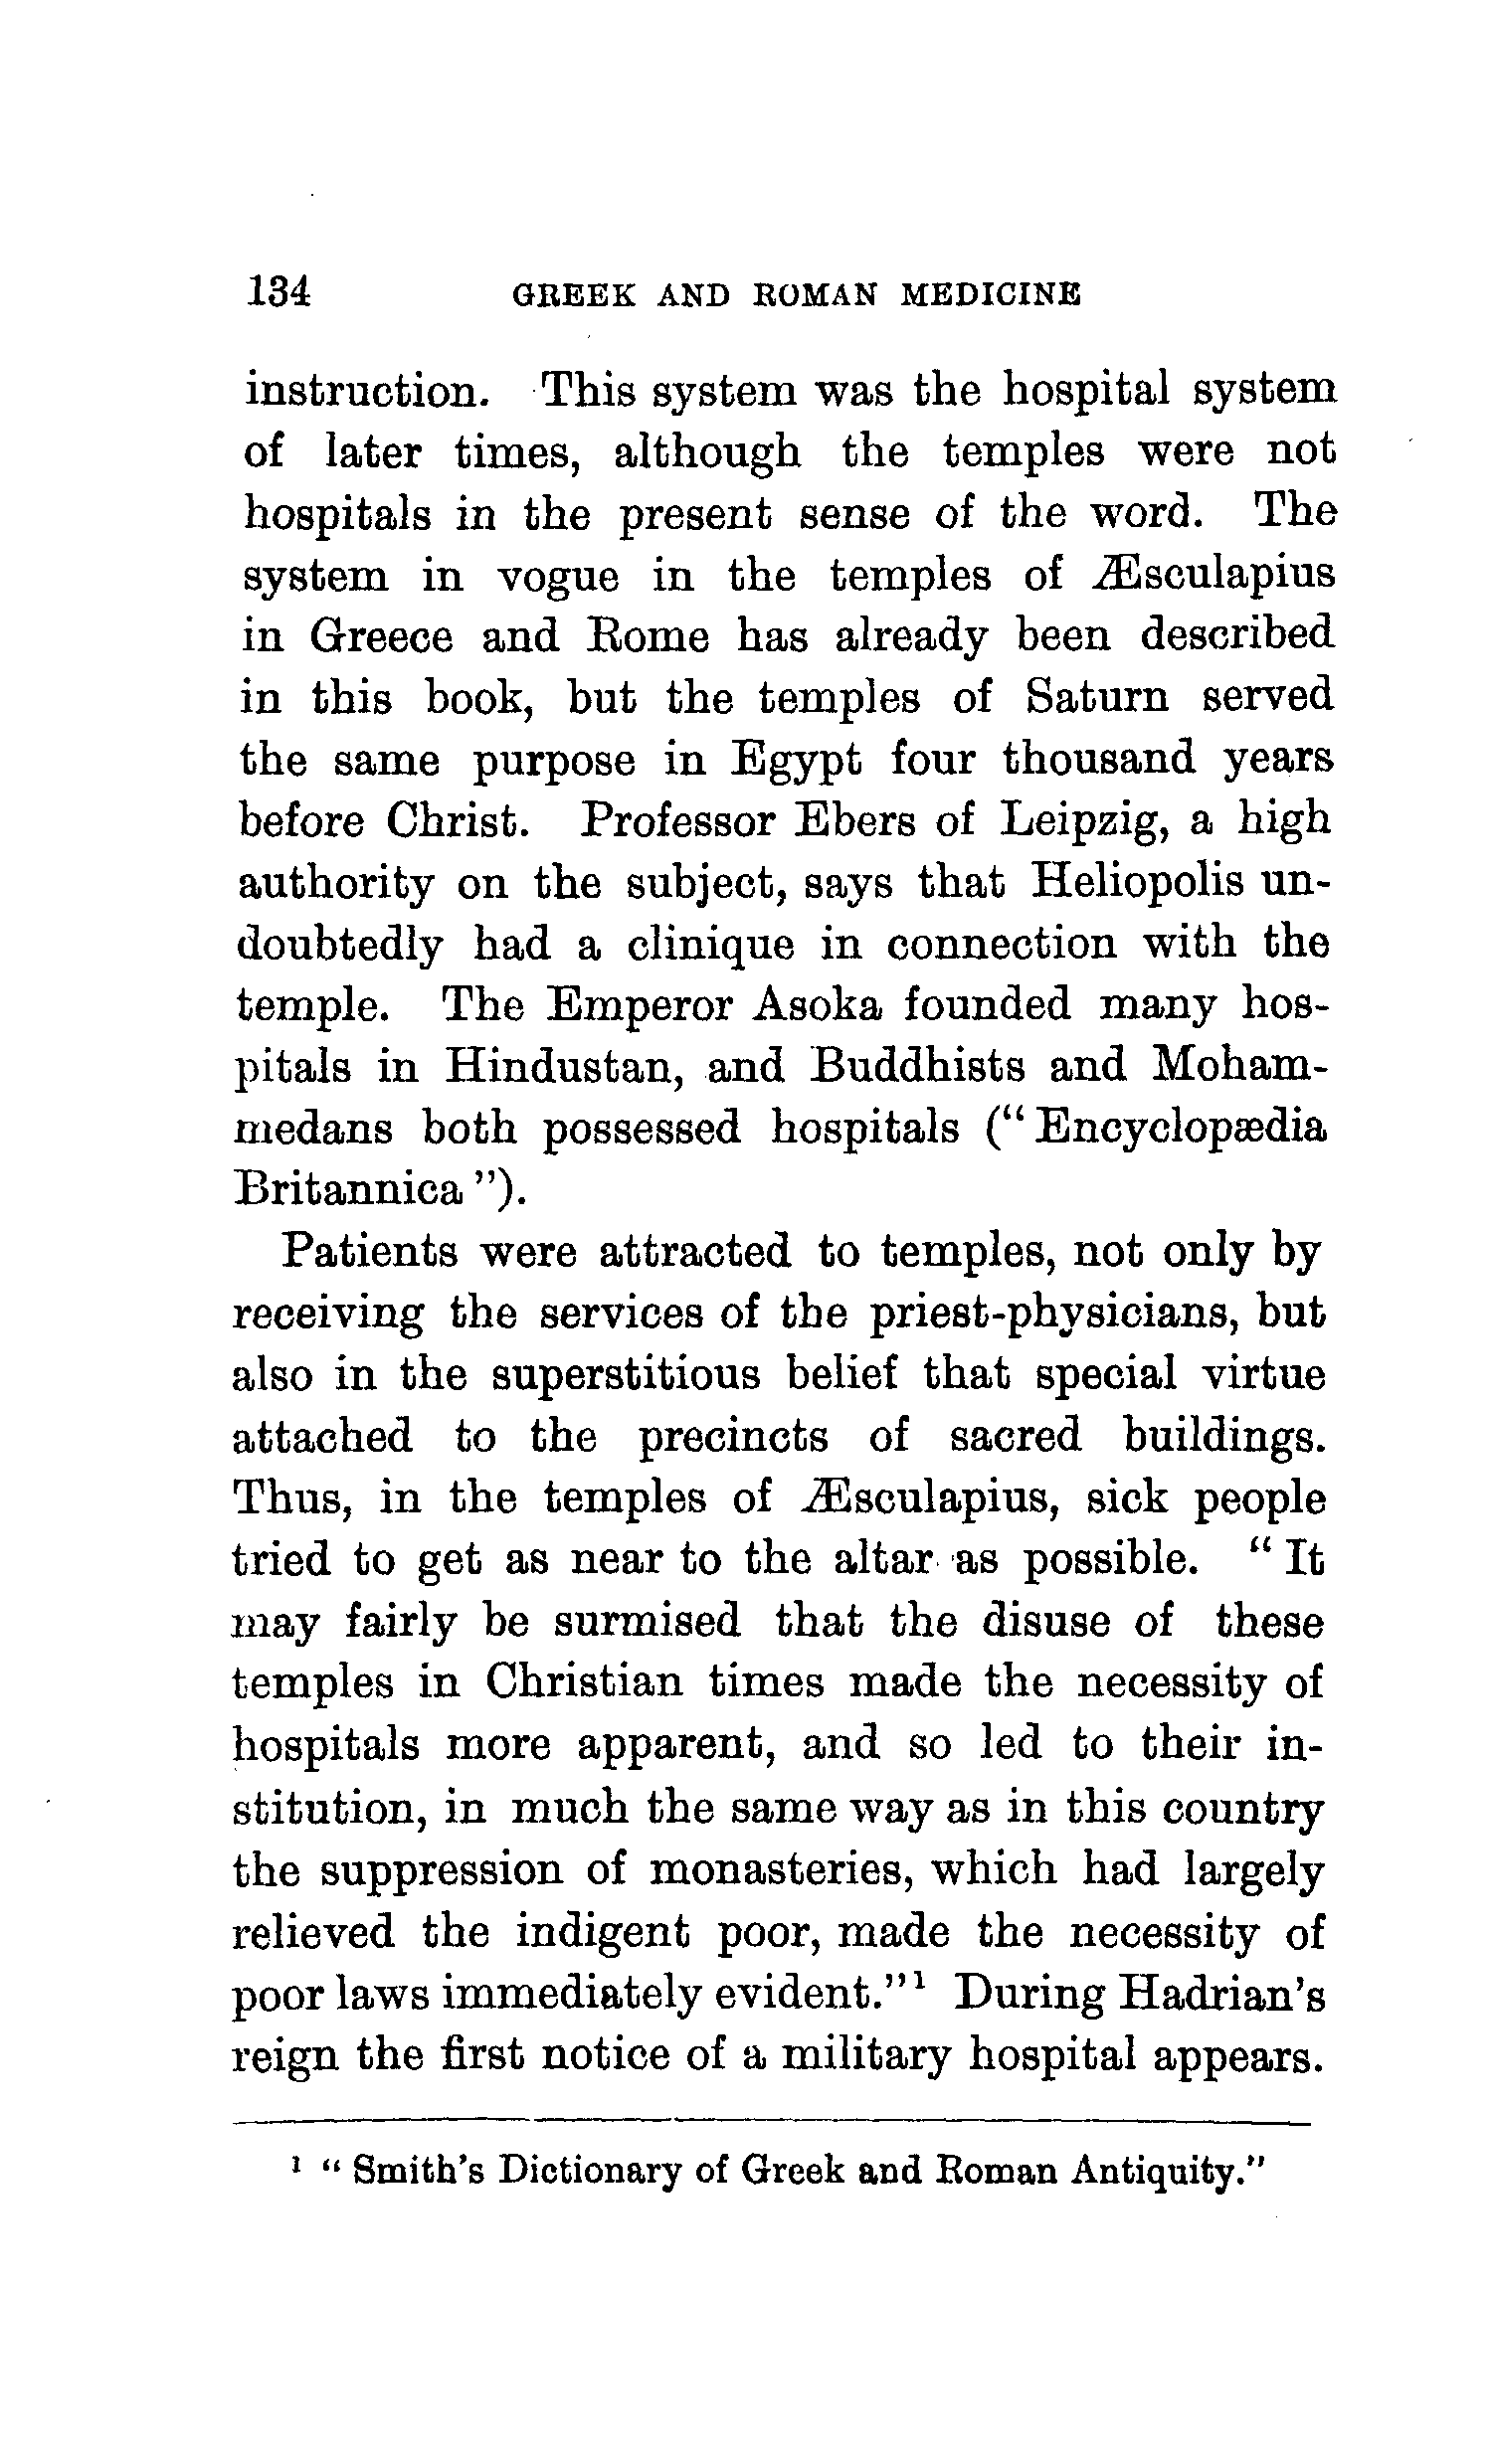 134 GREEK AND ROMAN MEDICINE
instruction. This system was the hospital system
of later times, although the temples were not
hospitals in the present sense of the word. The
system in vogue in the temples of Æsculapius
in Greece and Rome has already been described
in this book, but the temples of Saturn served
the same purpose in Egypt four thousand years
before Christ. Professor Ebers of Leipzig, a high
authority on the subject, says that Heliopolis un-
doubtedly had a clinique in connection with the
temple. The Emperor Asoka founded many hos-
pitals in Hindustan, and Buddhists and Moham-
medans both possessed hospitals (“Encyclopædia
Britannica”).
Patients were attracted to temples, not only by
receiving the services of the priest-physicians, but
also in the superstitious belief that special virtue
attached to the precincts of sacred buildings.
Thus, in the temples of Æsculapius, sick people
tried to get as near to the altar as possible. “It
may fairly be surmised that the disuse of these
temples in Christian times made the necessity of
hospitals more apparent, and so led to their in-
stitution, in much the same way as in this country
the suppression of monasteries, which had largely
relieved the indigent poor, made the necessity of
poor laws immediately evident.”¹ During Hadrian’s
reign the first notice of a military hospital appears.
¹ “Smith’s Dictionary of Greek and Roman Antiquity.”